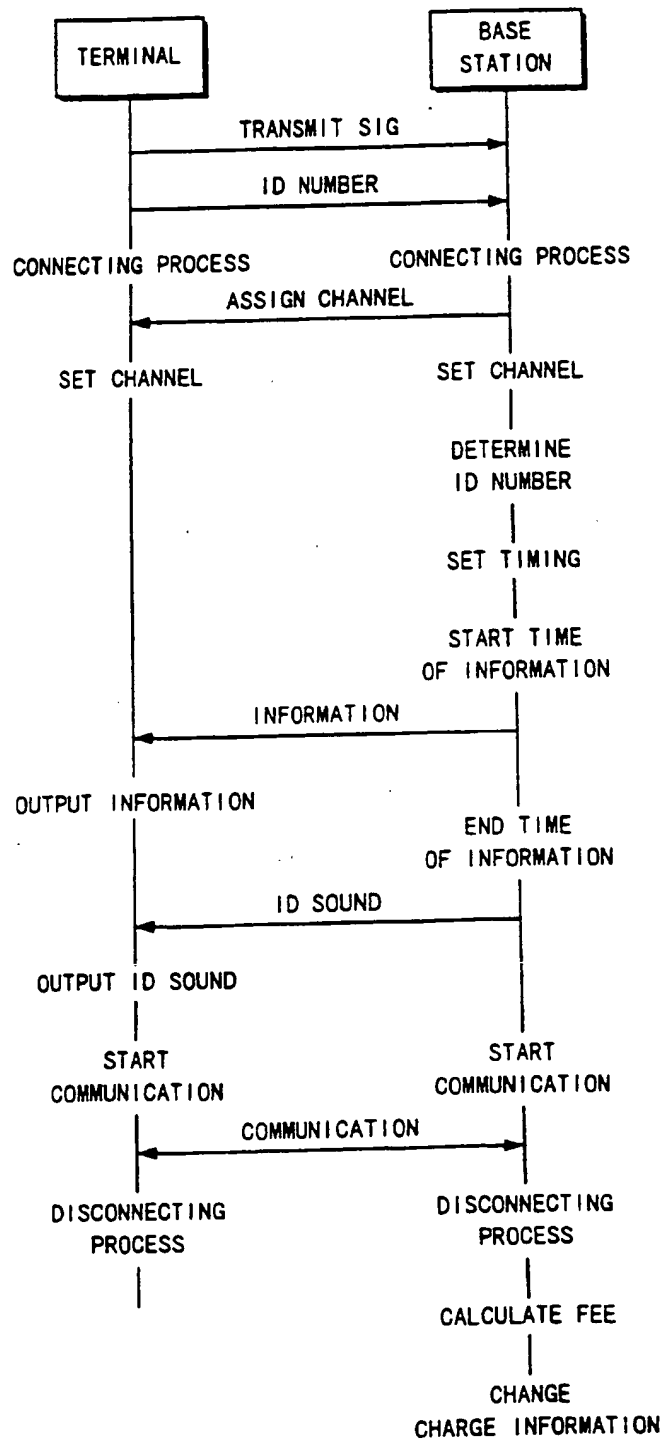 TERMINAL
BASE
STATION
TRANSMIT SIG
ID NUMBER
CONNECTING PROCESS
CONNECTING PROCESS
ASSIGN CHANNEL
SET CHANNEL
SET CHANNEL
DETERMINE
ID NUMBER
SET TIMING
START TIME
OF INFORMATION
INFORMATION
OUTPUT INFORMATION
END TIME
OF INFORMATION
ID SOUND
OUTPUT ID SOUND
START
COMMUNICATION
START
COMMUNICATION
COMMUNICATION
DISCONNECTING
PROCESS
DISCONNECTING
PROCESS
CALCULATE FEE
CHANGE
CHARGE INFORMATION